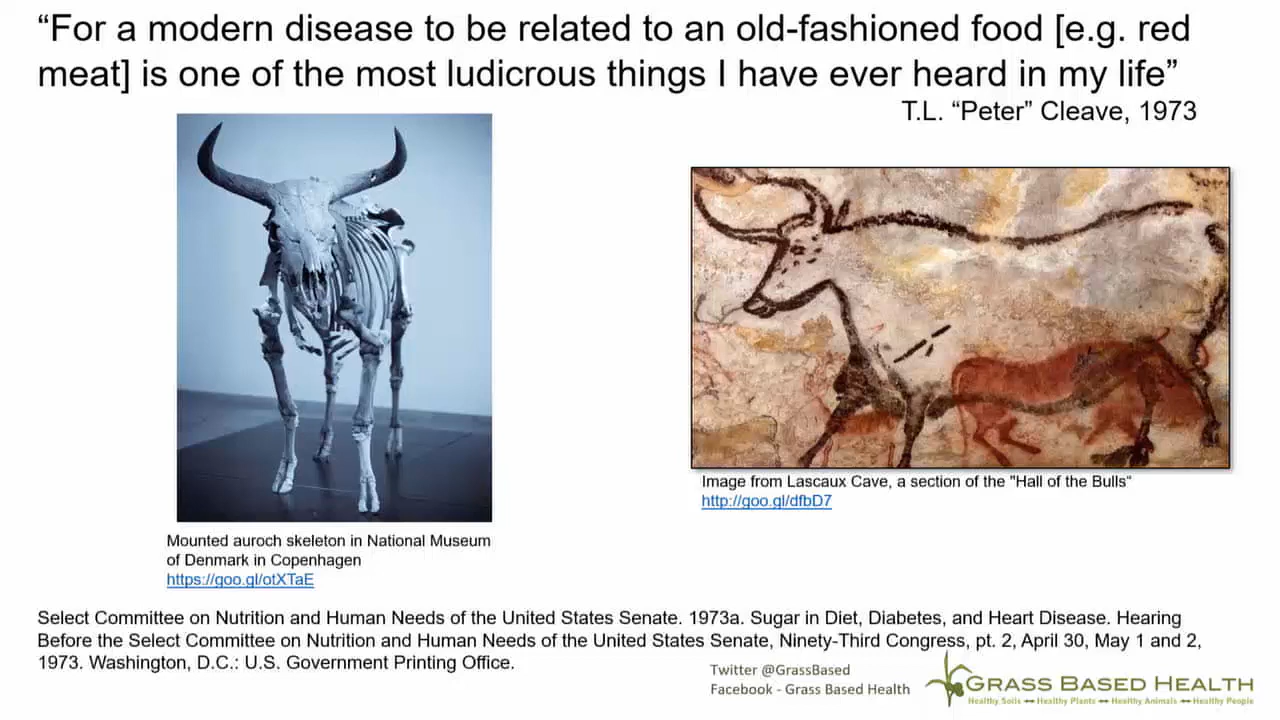 “For a modern disease to be related to an old-fashioned food [e.g. red
meat] is one of the most ludicrous things I have ever heard in my life”
T.L. “Peter” Cleave, 1973
Image from Lascaux Cave, a section of the "Hall of the Bulls“
http://goo.gl/dfbD7
Mounted auroch skeleton in National Museum
of Denmark in Copenhagen
https://goo.gl/otXTaE
Select Committee on Nutrition and Human Needs of the United States Senate. 1973a. Sugar in Diet, Diabetes, and Heart Disease. Hearing
Before the Select Committee on Nutrition and Human Needs of the United States Senate, Ninety-Third Congress, pt. 2, April 30, May 1 and 2,
1973. Washington, D.C.: U.S. Government Printing Office.
Twitter @GrassBased
Facebook - Grass Based Health
GRASS BASED HEALTH
Healthy Soils ↔ Healthy Plants ↔ Healthy Animals ↔ Healthy People